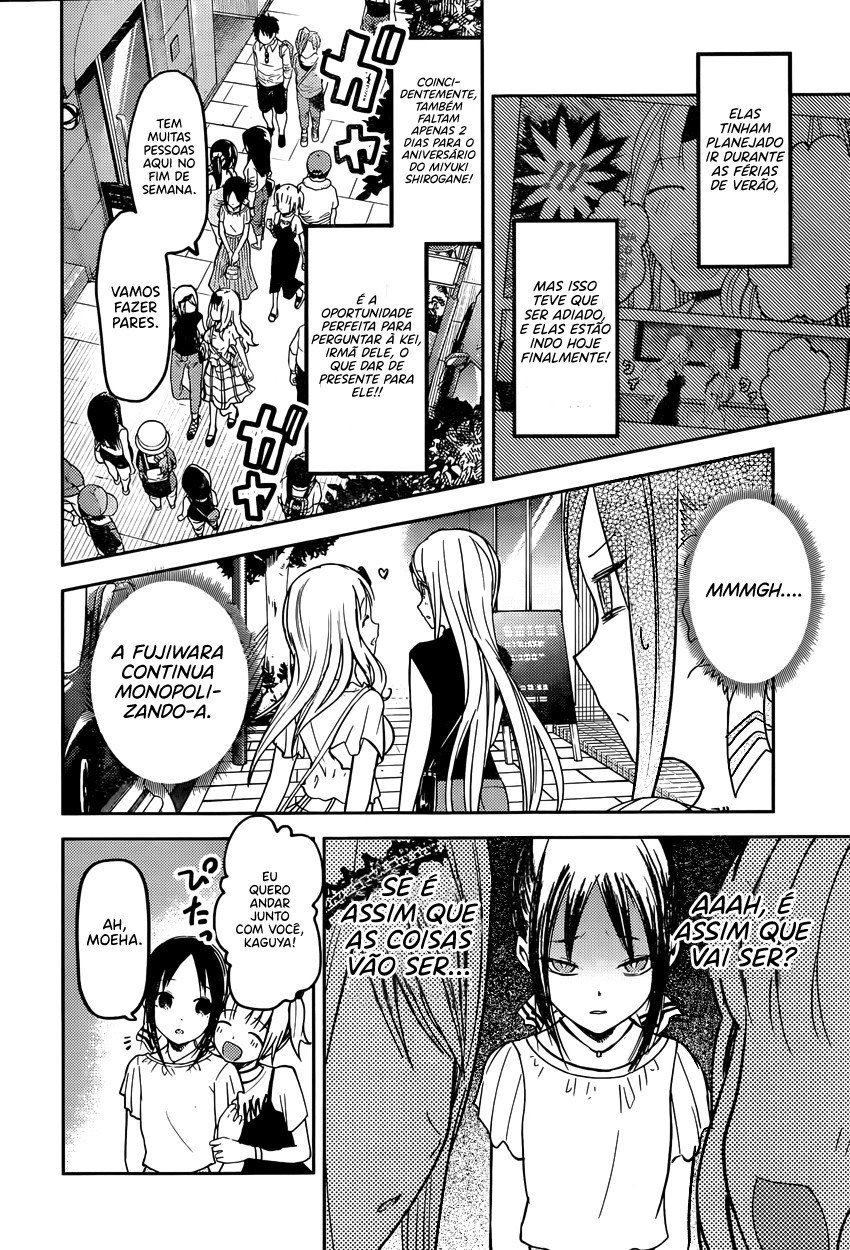 ELAS
TINHAM
PLANEJADO
IR DURANTE
AS FÉRIAS
DE VERÃO,
MAS ISSO
TEVE QUE
SER ADIADO,
E ELAS ESTÃO
INDO HOJE
FINALMENTE!
COINCI-
DENTEMENTE,
TAMBÉM
FALTAM
APENAS 2
DIAS PARA O
ANIVERSÁRIO
DO MIYUKI
SHIROGANE!
É A
OPORTUNIDADE
PERFEITA PARA
PERGUNTAR À KEI,
IRMÃ DELE, O
QUE DAR DE
PRESENTE PARA
ELE!!
TEM
MUITAS
PESSOAS
AQUI NO
FIM DE
SEMANA.
VAMOS
FAZER
PARES.
MMMGH....
A FUJIWARA
CONTINUA
MONOPOLI-
ZANDO-A.
AAAH, É
ASSIM QUE
VAI SER?
SE É
ASSIM QUE
AS COISAS
VÃO SER...
ぴたっ
EU
QUERO
ANDAR
JUNTO
COM VOCÊ,
KAGUYA!
AH,
MOEHA.